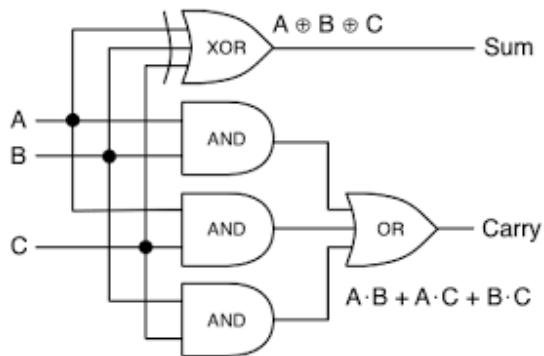 A ⊕ B ⊕ C
XOR
Sum
A
AND
B
AND
OR
Carry
C
A·B + A·C + B·C
AND